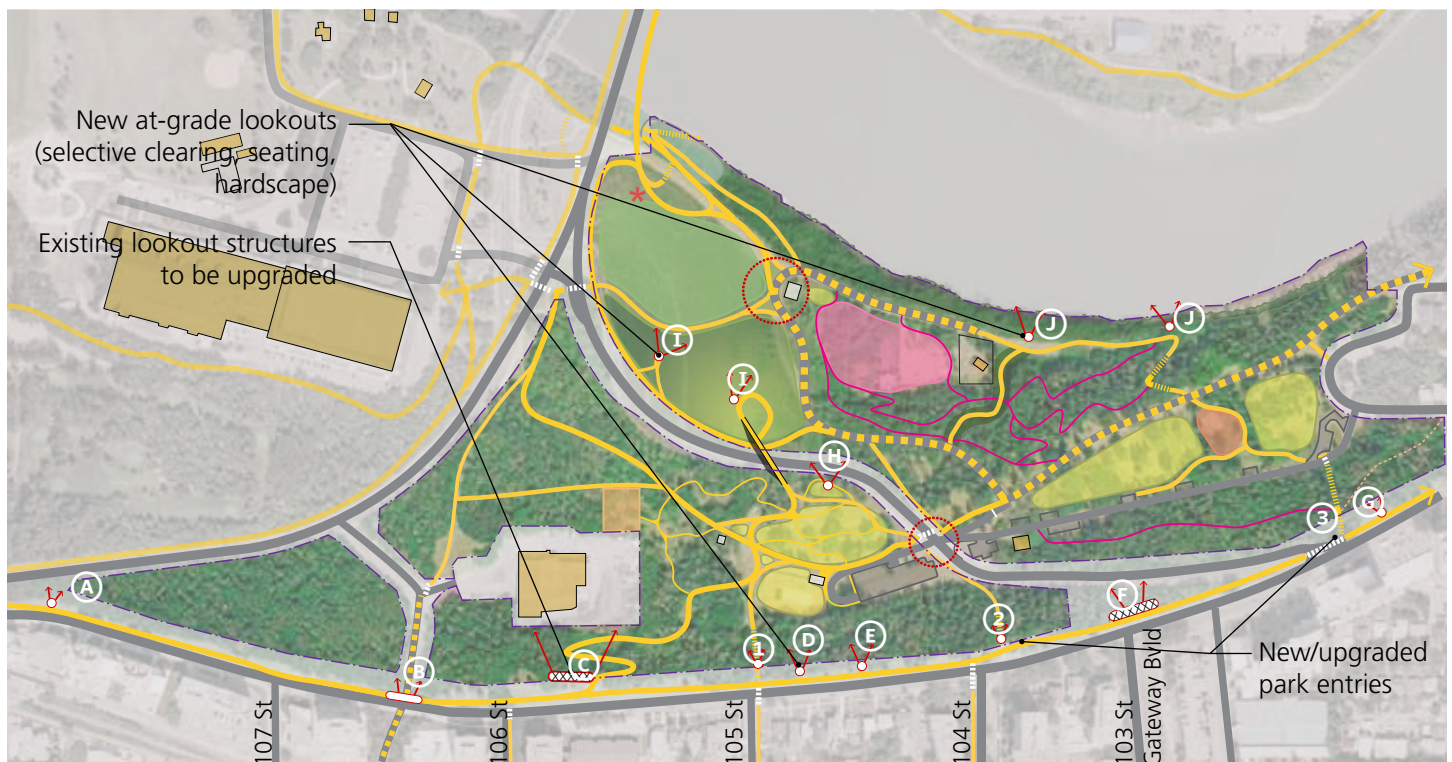 New at-grade lookouts
(selective clearing, seating,
hardscape)
Existing lookout structures
to be upgraded
J
J
I
I
H
G
3
A
F
2
1
D
E
C
B
New/upgraded
park entries
107 St
106 St
105 St
104 St
103 St
Gateway Bvld
*